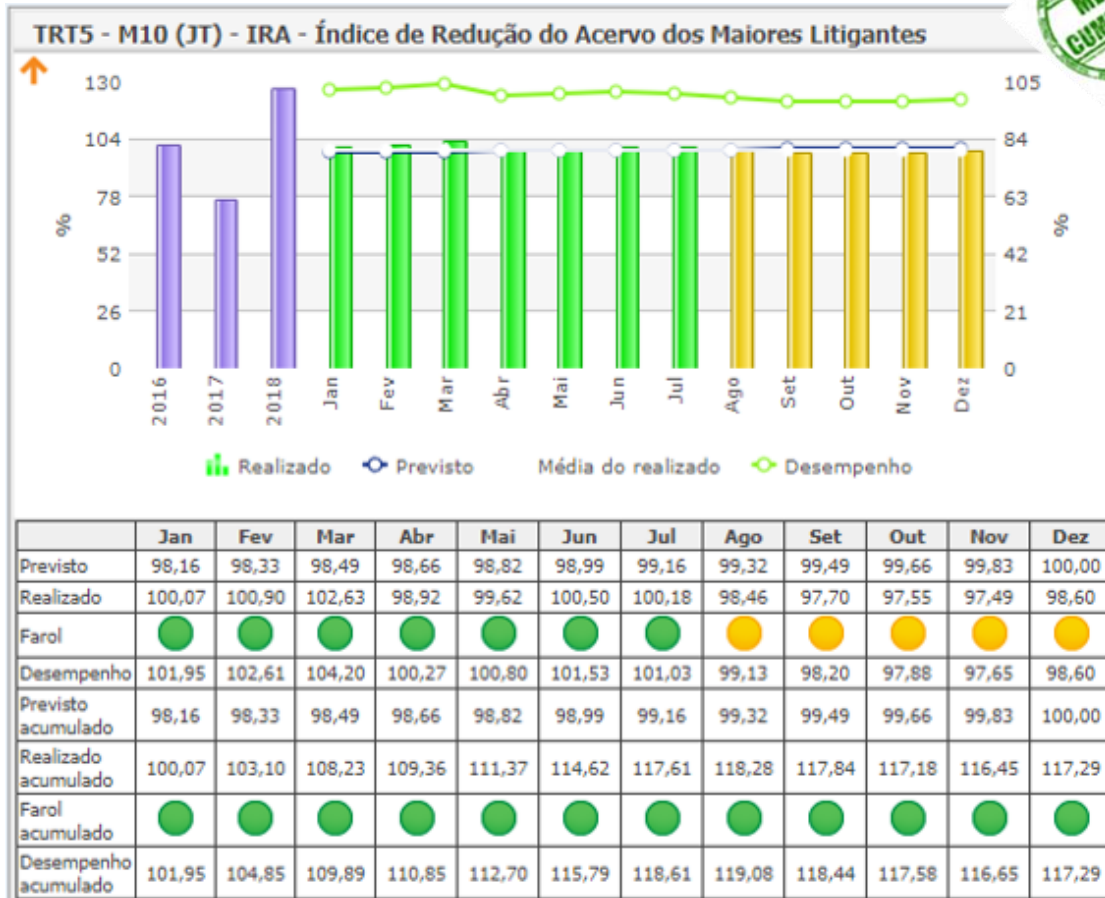 TRT5 - M10 (JT) - IRA - Índice de Redução do Acervo dos Maiores Litigantes
130 105
104 84
78 63
% %
52 42
26 21
0 0
2016 2017 2018 Jan Fev Mar Abr Mai Jun Jul Ago Set Out Nov Dez
Realizado Previsto Média do realizado Desempenho
Jan Fev Mar Abr Mai Jun Jul Ago Set Out Nov Dez
Previsto 98,16 98,33 98,49 98,66 98,82 98,99 99,16 99,32 99,49 99,66 99,83 100,00
Realizado 100,07 100,90 102,63 98,92 99,62 100,50 100,18 98,46 97,70 97,55 97,49 98,60
Farol
Desempenho 101,95 102,61 104,20 100,27 100,80 101,53 101,03 99,13 98,20 97,88 97,65 98,60
Previsto
acumulado 98,16 98,33 98,49 98,66 98,82 98,99 99,16 99,32 99,49 99,66 99,83 100,00
Realizado
acumulado 100,07 103,10 108,23 109,36 111,37 114,62 117,61 118,28 117,84 117,18 116,45 117,29
Farol
acumulado
Desempenho
acumulado 101,95 104,85 109,89 110,85 112,70 115,79 118,61 119,08 118,44 117,58 116,65 117,29